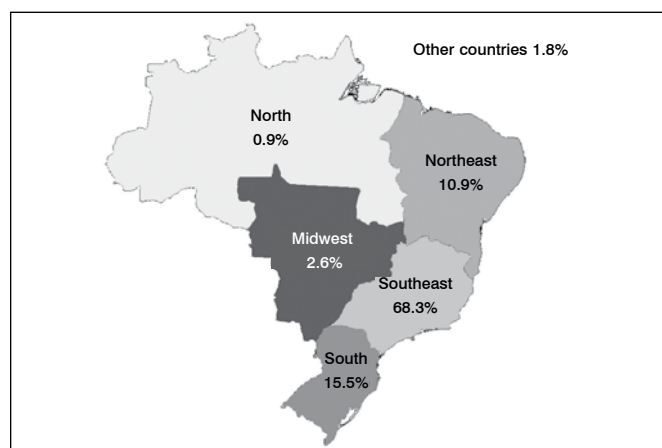 Other countries 1.8%
North
0.9%
Northeast
10.9%
Midwest
2.6%
Southeast
68.3%
South
15.5%